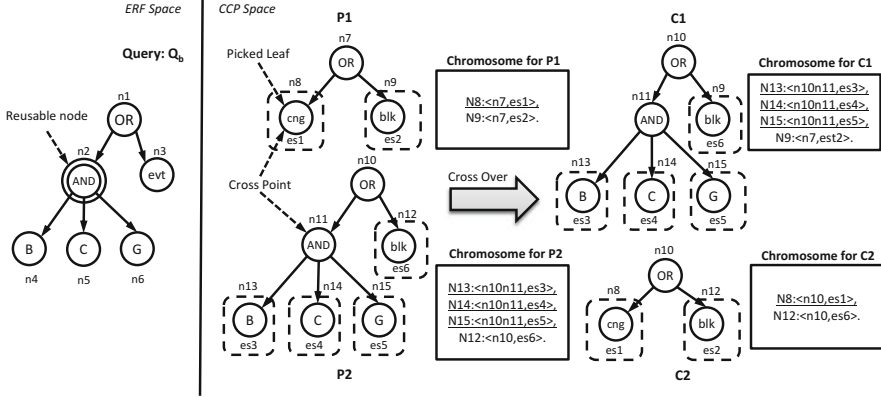 ERF Space
CCP Space
Query: Qb
n1
OR
Reusable node
n2
AND
n3
evt
B
C
G
n4
n5
n6
P1
n7
OR
Picked Leaf
n8
n9
cng
blk
es1
es2
Chromosome for P1
N8:<n7,es1>,
N9:<n7,es2>.
Cross Point
n10
OR
n11
AND
n12
blk
es6
n13
n14
n15
B
C
G
es3
es4
es5
P2
Chromosome for P2
N13:<n10n11,es3>,
N14:<n10n11,es4>,
N15:<n10n11,es5>,
N12:<n10,es6>.
Cross Over
C1
n10
OR
n11
AND
n9
blk
es6
n13
n14
n15
B
C
G
es3
es4
es5
Chromosome for C1
N13:<n10n11,es3>,
N14:<n10n11,es4>,
N15:<n10n11,es5>,
N9:<n7,est2>.
n10
OR
n8
n12
cng
blk
es1
es2
C2
Chromosome for C2
N8:<n10,es1>,
N12:<n10,es6>.